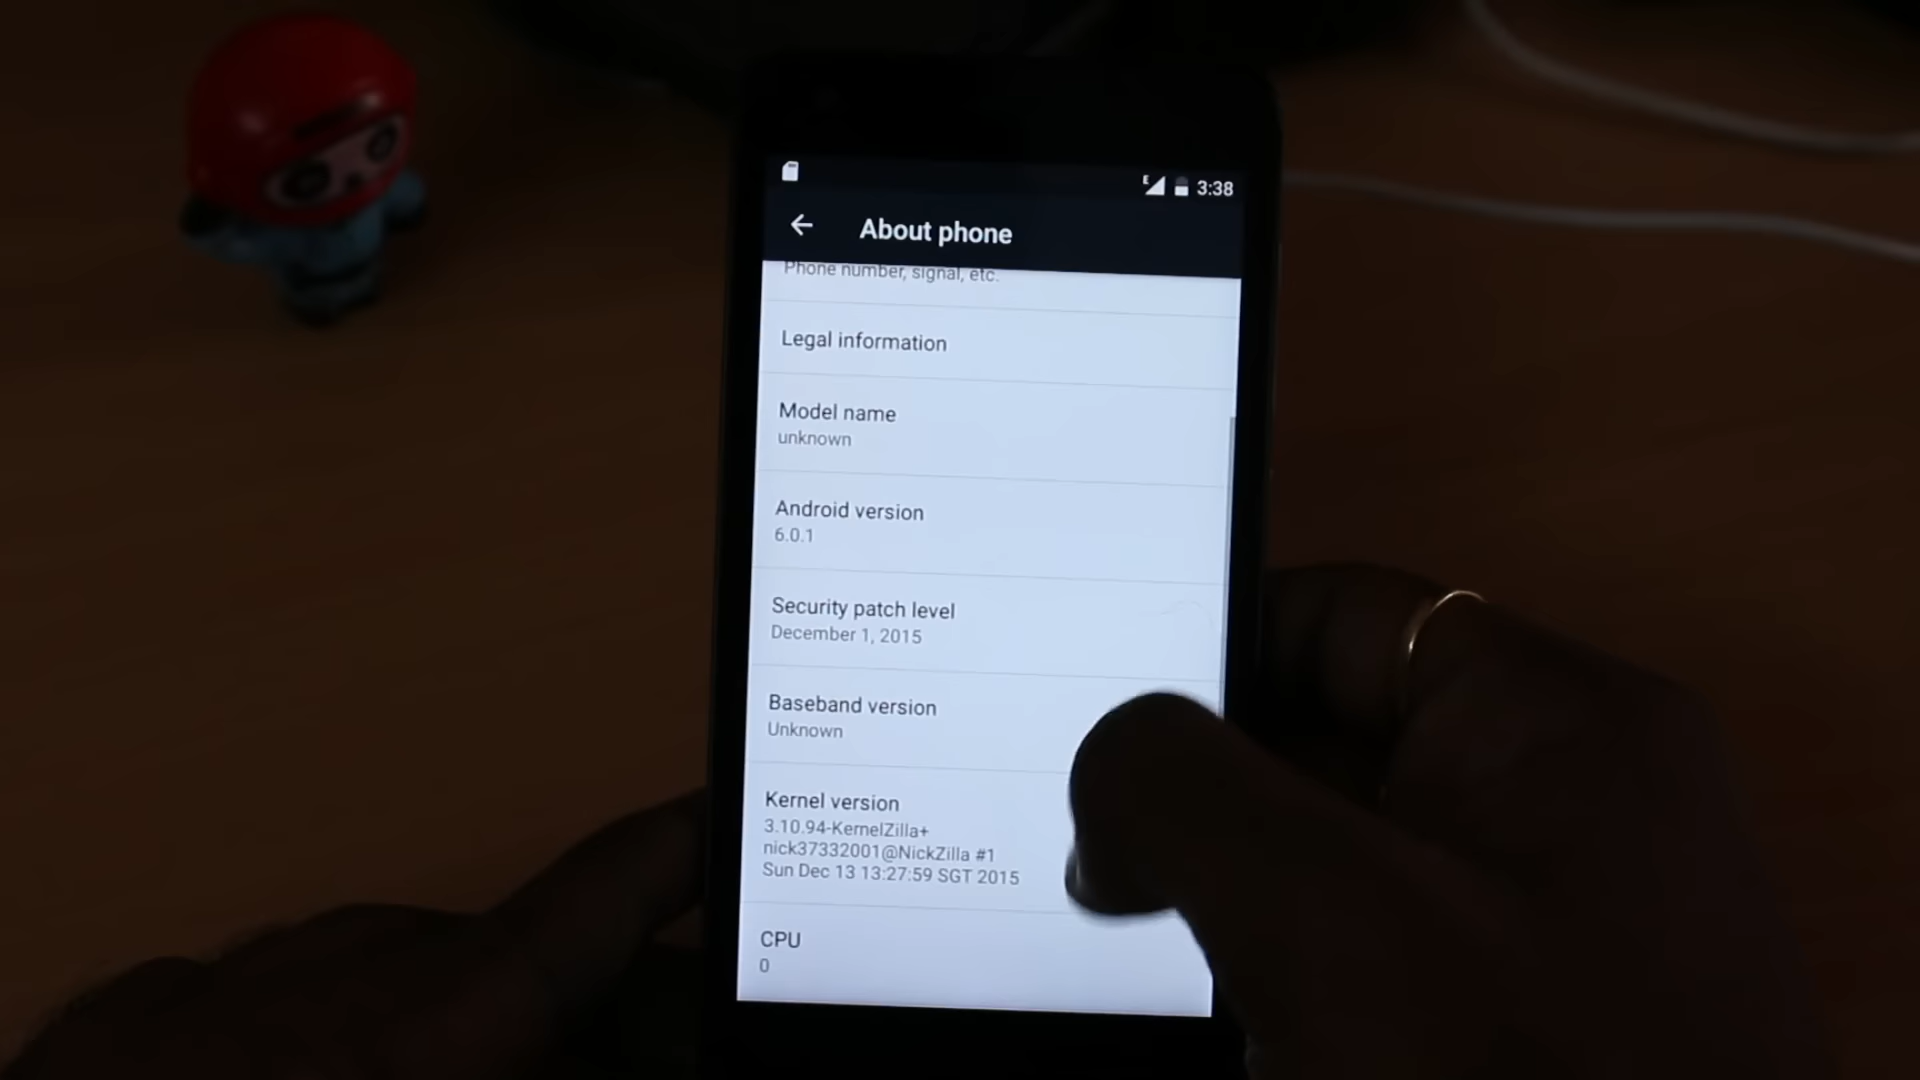 E 3:38
About phone
Phone number, signal, etc.
Legal information
Model name
unknown
Android version
6.0.1
Security patch level
December 1, 2015
Baseband version
Unknown
Kernel version
3.10.94-KernelZilla+
nick37332001@NickZilla #1
Sun Dec 13 13:27:59 SGT 2015
CPU
0